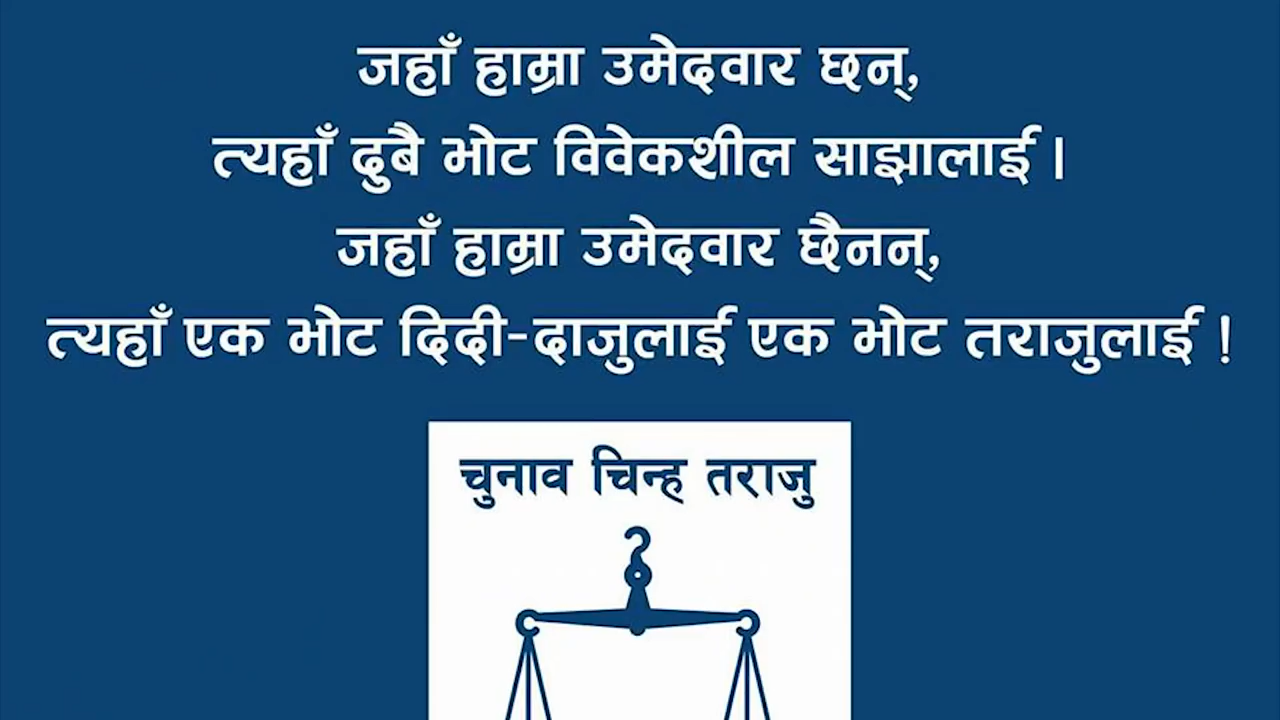 जहाँ हाम्रा उमेदवार छन्,
त्यहाँ दुबै भोट विवेकशील साझालाई ।
जहाँ हाम्रा उमेदवार छैनन्,
त्यहाँ एक भोट दिदी-दाजुलाई एक भोट तराजुलाई !
चुनाव चिन्ह तराजु